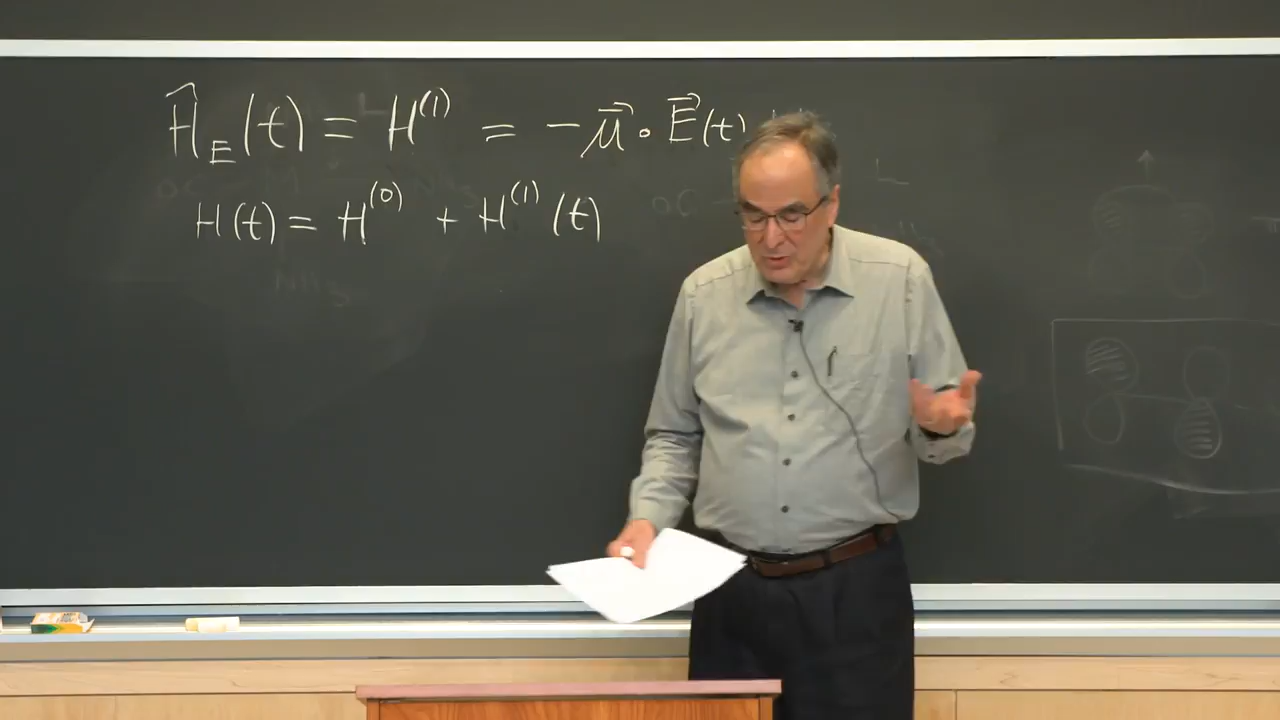 Ĥ_E(t) = H^(1) = −μ⃗ • E⃗(t)
H(t) = H^(0) + H^(1)(t)